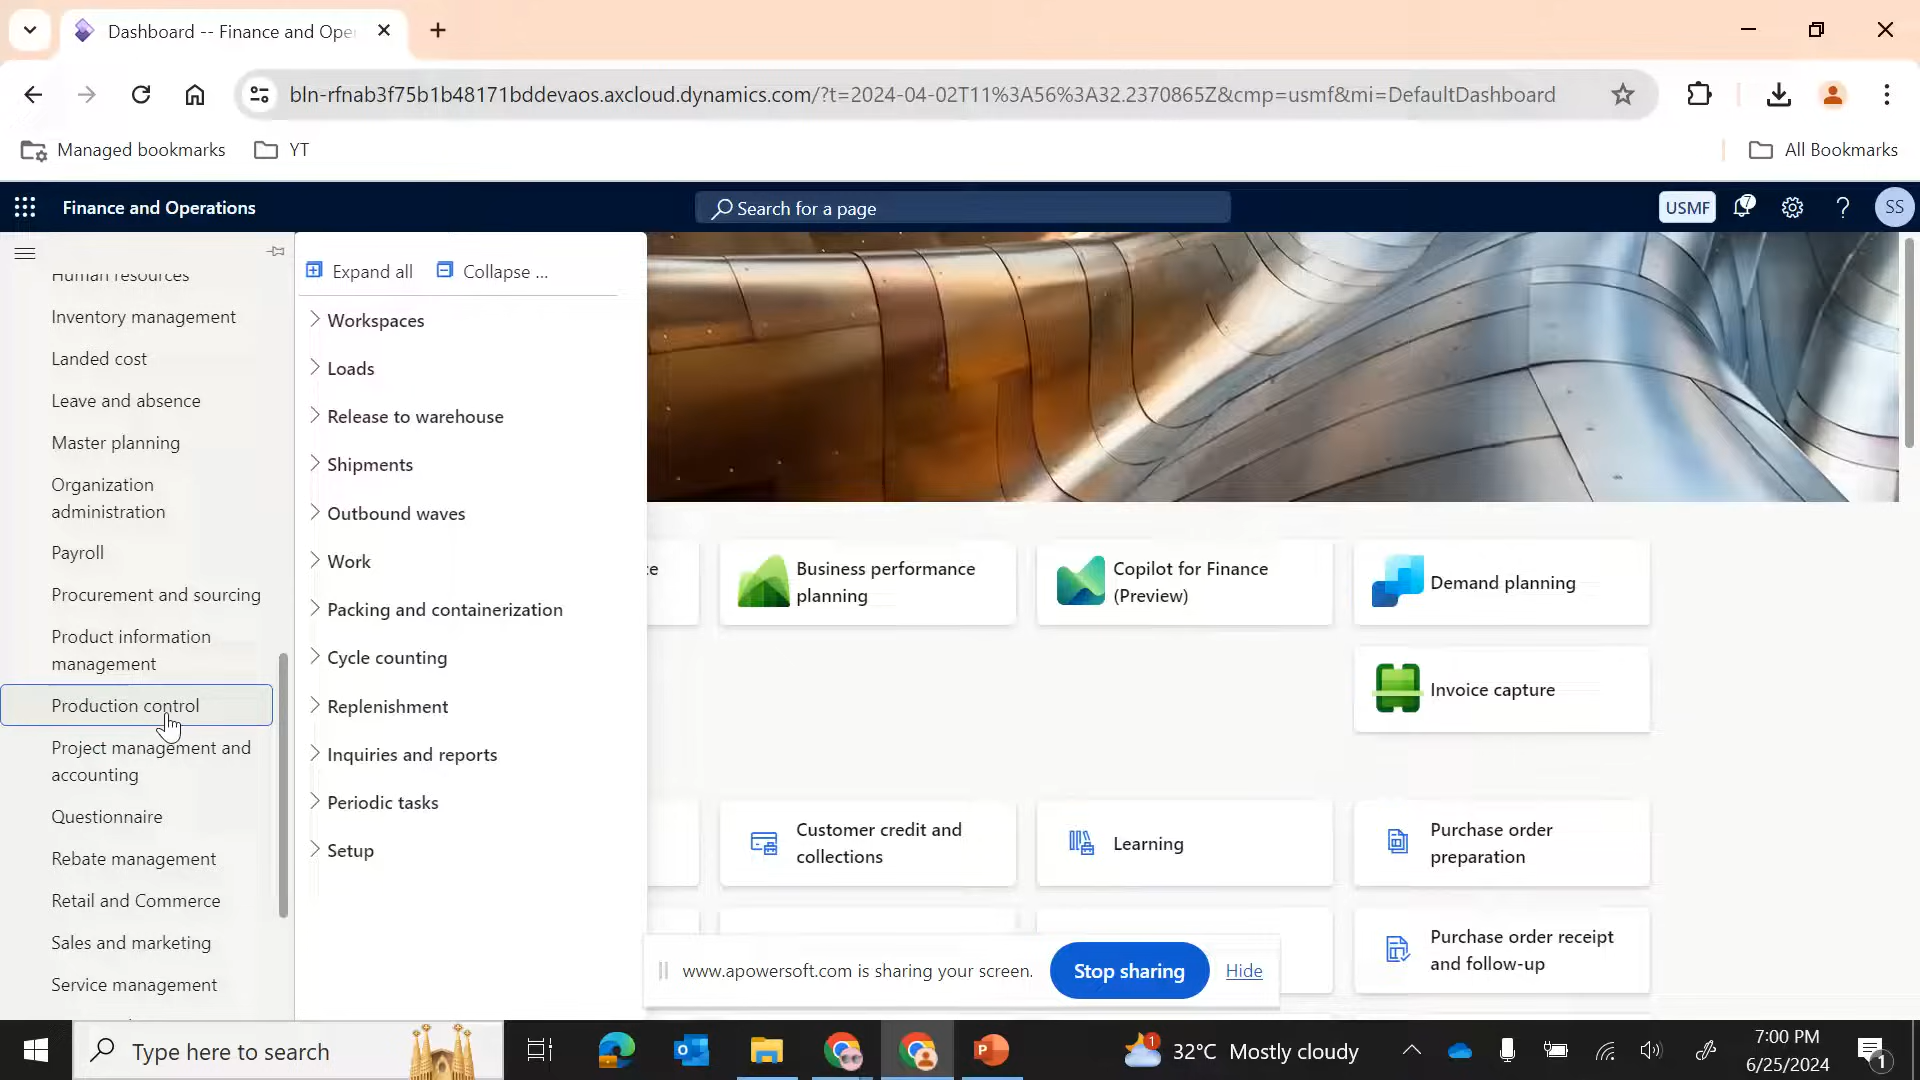 Dashboard -- Finance and Ope
bln-rfnab3f75b1b48171bddevaos.axcloud.dynamics.com/?t=2024-04-02T11%3A56%3A32.2370865Z&cmp=usmf&mi=DefaultDashboard
Managed bookmarks
YT
All Bookmarks
Finance and Operations
Search for a page
USMF
7
?
SS
Human resources
Inventory management
Landed cost
Leave and absence
Master planning
Organization
administration
Payroll
Procurement and sourcing
Product information
management
Production control
Project management and
accounting
Questionnaire
Rebate management
Retail and Commerce
Sales and marketing
Service management
Expand all
Collapse ...
Workspaces
Loads
Release to warehouse
Shipments
Outbound waves
Work
Packing and containerization
Cycle counting
Replenishment
Inquiries and reports
Periodic tasks
Setup
ce
Business performance
planning
Copilot for Finance
(Preview)
Demand planning
Invoice capture
Customer credit and
collections
Learning
Purchase order
preparation
Purchase order receipt
and follow-up
www.apowersoft.com is sharing your screen.
Stop sharing
Hide
Type here to search
1
32°C Mostly cloudy
7:00 PM
6/25/2024
1